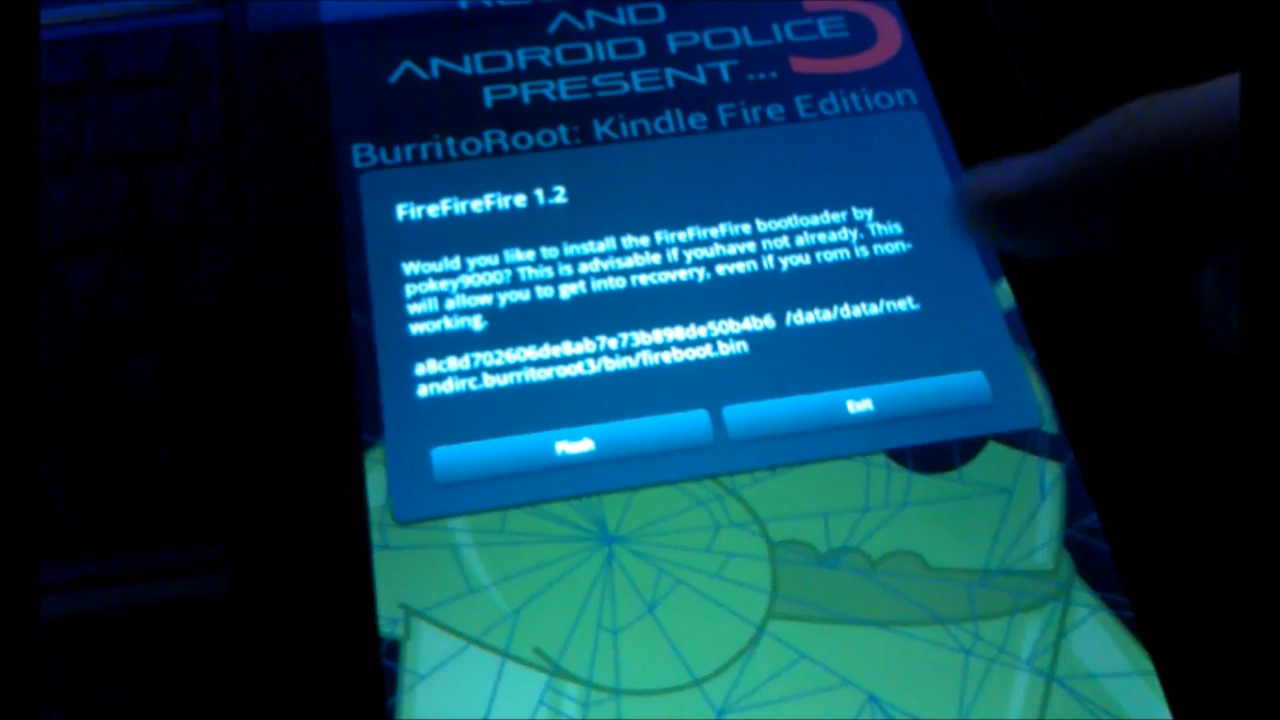 AND
ANDROID POLICE
PRESENT...
BurritoRoot: Kindle Fire Edition
FireFireFire 1.2
Would you like to install the FireFireFire bootloader by
pokey9000? This is advisable if youhave not already. This
will allow you to get into recovery, even if you rom is non-
working.
a8c8d702606de8ab7e73b898de50b4b6 /data/data/net.
andirc.burritoroot3/bin/fireboot.bin
Flash
Exit